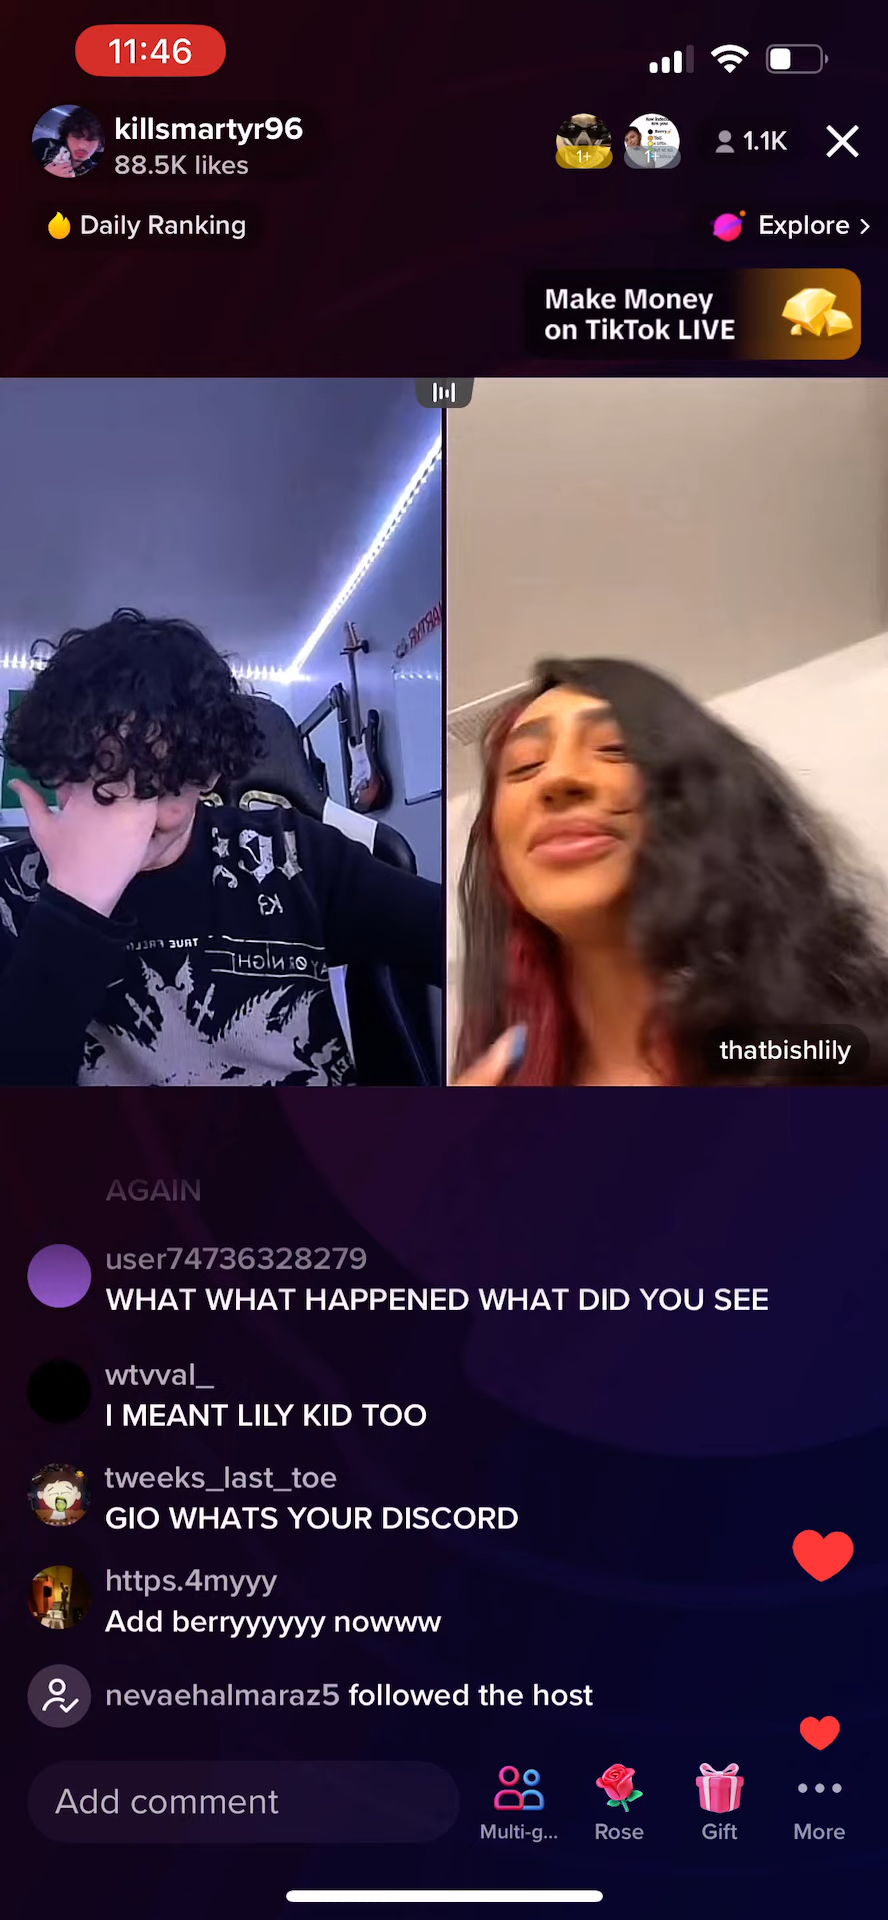 11:46
killsmartyr96
88.5K likes
1+
1+
1.1K
Daily Ranking
Explore >
Make Money
on TikTok LIVE
K3
thatbishlily
AGAIN
user74736328279
WHAT WHAT HAPPENED WHAT DID YOU SEE
wtvval_
I MEANT LILY KID TOO
tweeks_last_toe
GIO WHATS YOUR DISCORD
https.4myyy
Add berryyyyyy nowww
nevaehalmaraz5 followed the host
Add comment
Multi-g...
Rose
Gift
More